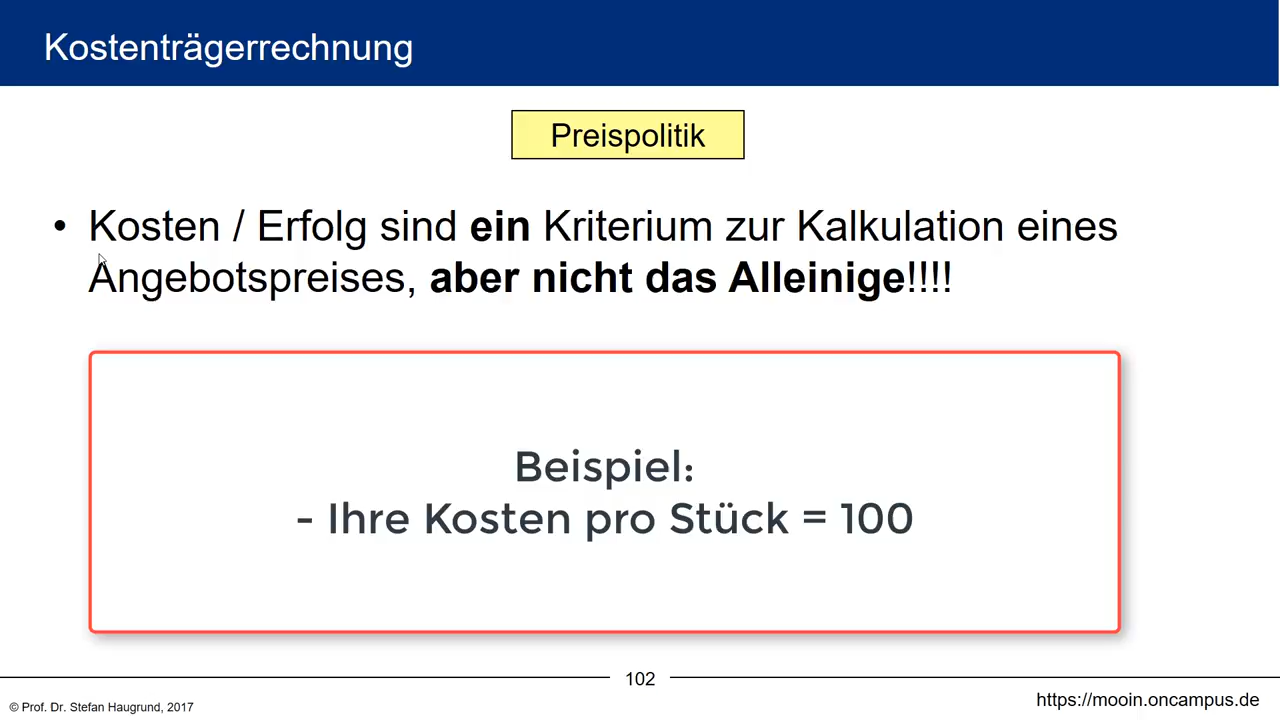 Kostenträgerrechnung
Preispolitik
• Kosten / Erfolg sind ein Kriterium zur Kalkulation eines
Angebotspreises, aber nicht das Alleinige!!!!
Beispiel:
- Ihre Kosten pro Stück = 100
102
© Prof. Dr. Stefan Haugrund, 2017
https://mooin.oncampus.de